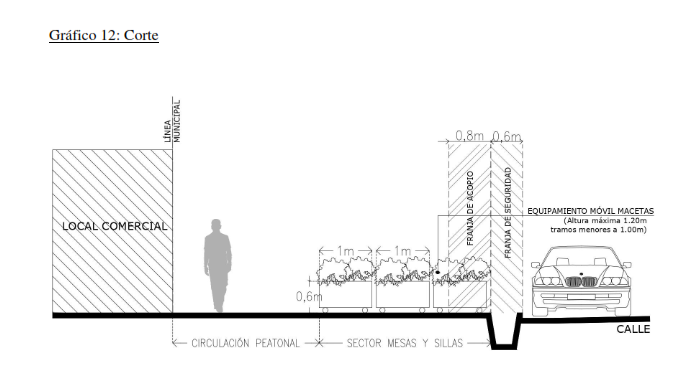 Gráfico 12: Corte
LÍNEA
MUNICIPAL
0,8m
0,6m
LOCAL COMERCIAL
FRANJA DE ACOPIO
FRANJA DE SEGURIDAD
EQUIPAMIENTO MÓVIL MACETAS
(Altura máxima 1.20m
tramos menores a 1.00m)
1m
1m
0,6m
CALLE
CIRCULACIÓN PEATONAL
SECTOR MESAS Y SILLAS